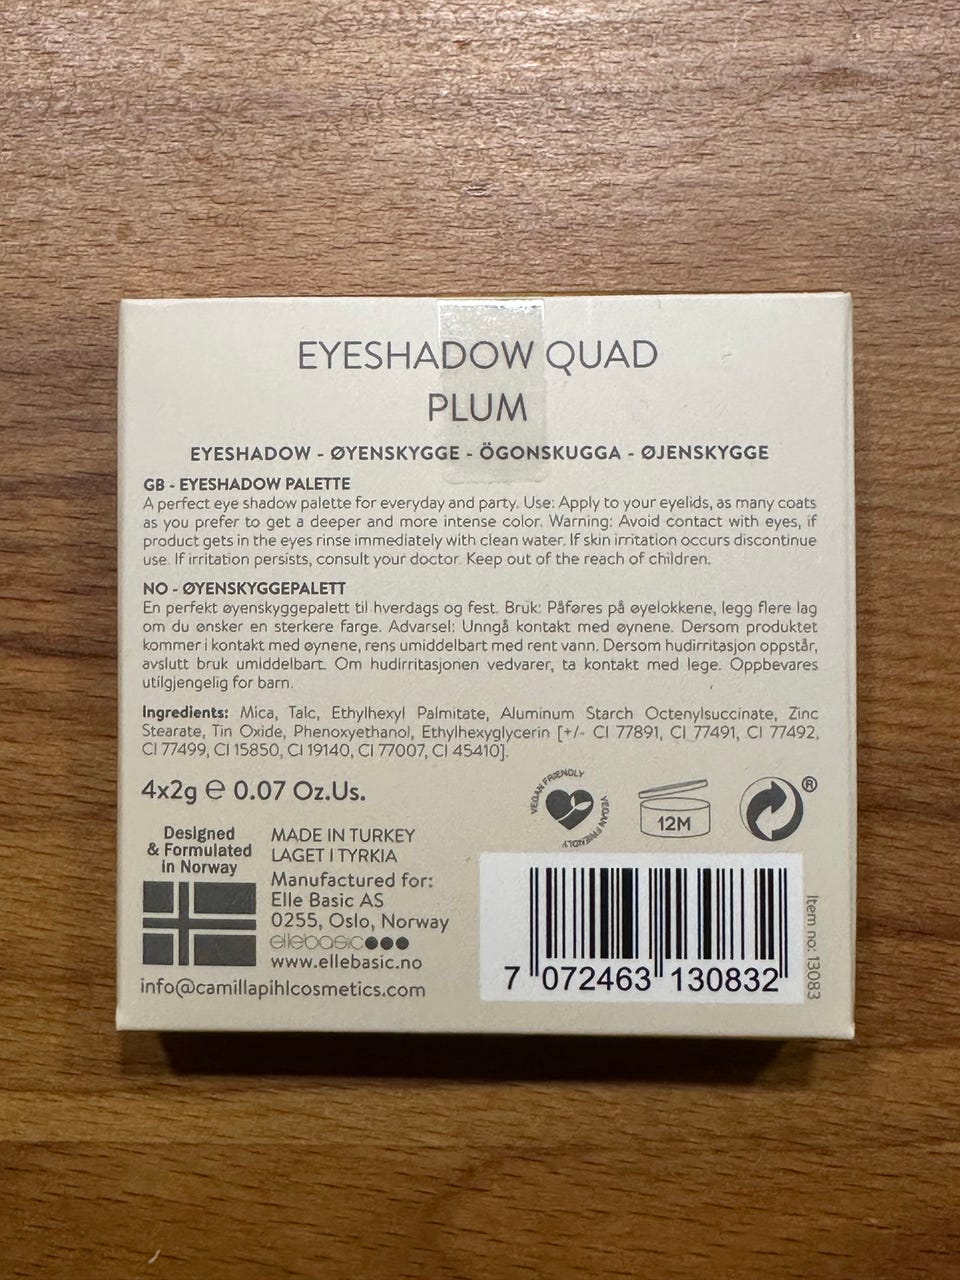 EYESHADOW QUAD
PLUM
EYESHADOW - ØYENSKYGGE - ÖGONSKUGGA - ØJENSKYGGE
GB - EYESHADOW PALETTE
A perfect eye shadow palette for everyday and party. Use: Apply to your eyelids, as many coats
as you prefer to get a deeper and more intense color. Warning: Avoid contact with eyes, if
product gets in the eyes rinse immediately with clean water. If skin irritation occurs discontinue
use. If irritation persists, consult your doctor. Keep out of the reach of children.
NO - ØYENSKYGGEPALETT
En perfekt øyenskyggepalett til hverdags og fest. Bruk: Påføres på øyelokkene, legg flere lag
om du ønsker en sterkere farge. Advarsel: Unngå kontakt med øynene. Dersom produktet
kommer i kontakt med øynene, rens umiddelbart med rent vann. Dersom hudirritasjon oppstår,
avslutt bruk umiddelbart. Om hudirritasjonen vedvarer, ta kontakt med lege. Oppbevares
utilgjengelig for barn.
Ingredients: Mica, Talc, Ethylhexyl Palmitate, Aluminum Starch Octenylsuccinate, Zinc
Stearate, Tin Oxide, Phenoxyethanol, Ethylhexyglycerin [+/- CI 77891, CI 77491, CI 77492,
CI 77499, CI 15850, CI 19140, CI 77007, CI 45410].
4x2g ℮ 0.07 Oz.Us.
VEGAN FRIENDLY
VEGAN FRIENDLY
VEGAN FRIENDLY
12M
®
Designed
& Formulated
in Norway
MADE IN TURKEY
LAGET I TYRKIA
Manufactured for:
Elle Basic AS
0255, Oslo, Norway
ellebasic
www.ellebasic.no
info@camillapihlcosmetics.com
7 072463 130832
Item no: 13083